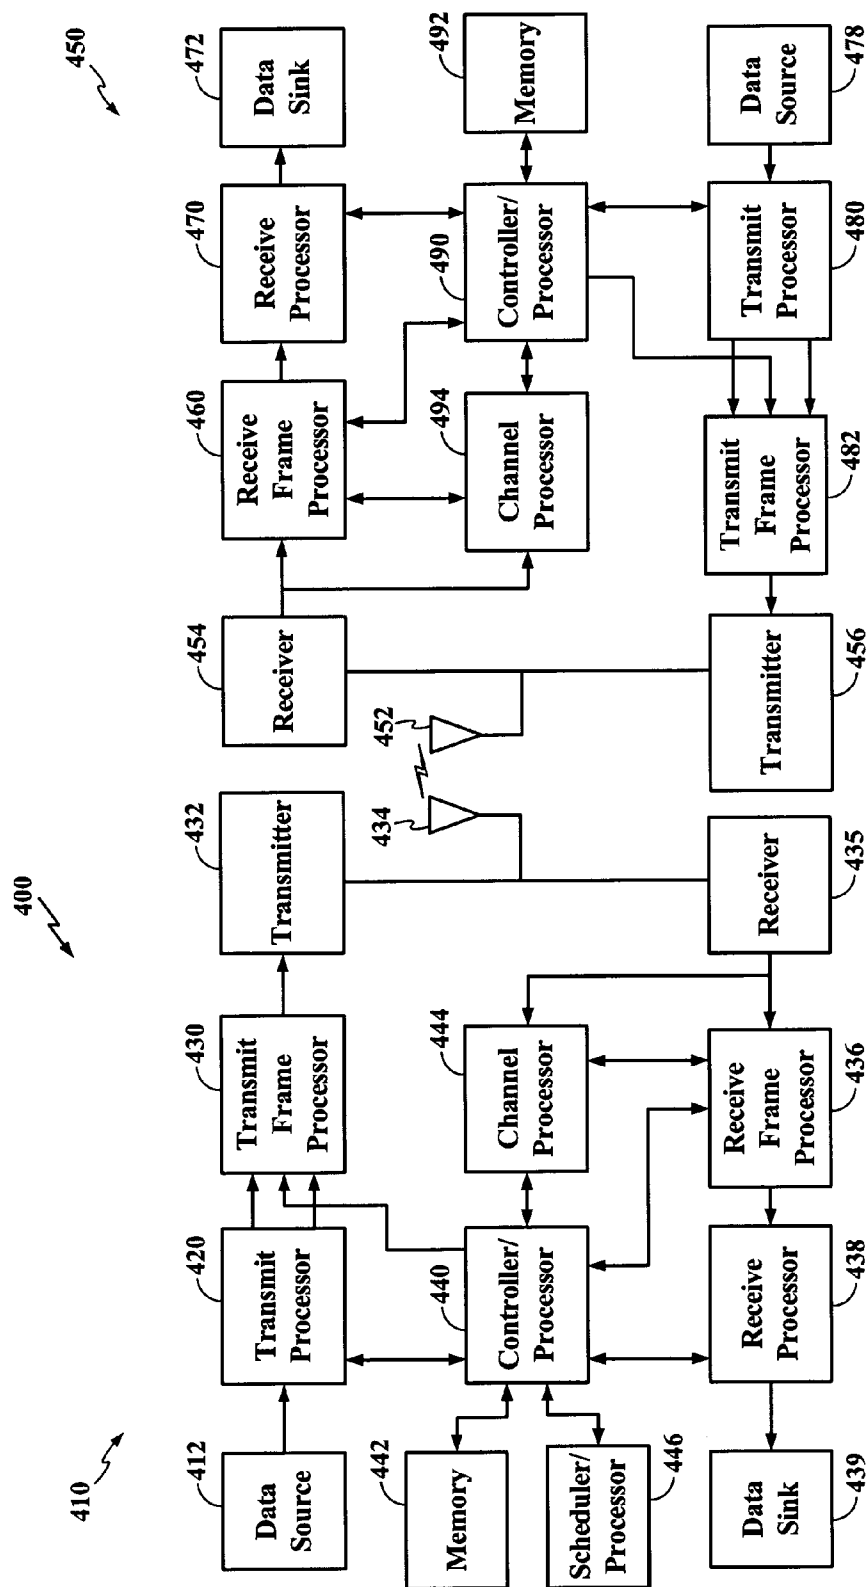 400
410
450
412
Data
Source
420
Transmit
Processor
430
Transmit
Frame
Processor
432
Transmitter
454
Receiver
460
Receive
Frame
Processor
470
Receive
Processor
472
Data
Sink
442
Memory
446
Scheduler/
Processor
440
Controller/
Processor
444
Channel
Processor
434
452
494
Channel
Processor
490
Controller/
Processor
492
Memory
439
Data
Sink
438
Receive
Processor
436
Receive
Frame
Processor
435
Receiver
456
Transmitter
482
Transmit
Frame
Processor
480
Transmit
Processor
478
Data
Source